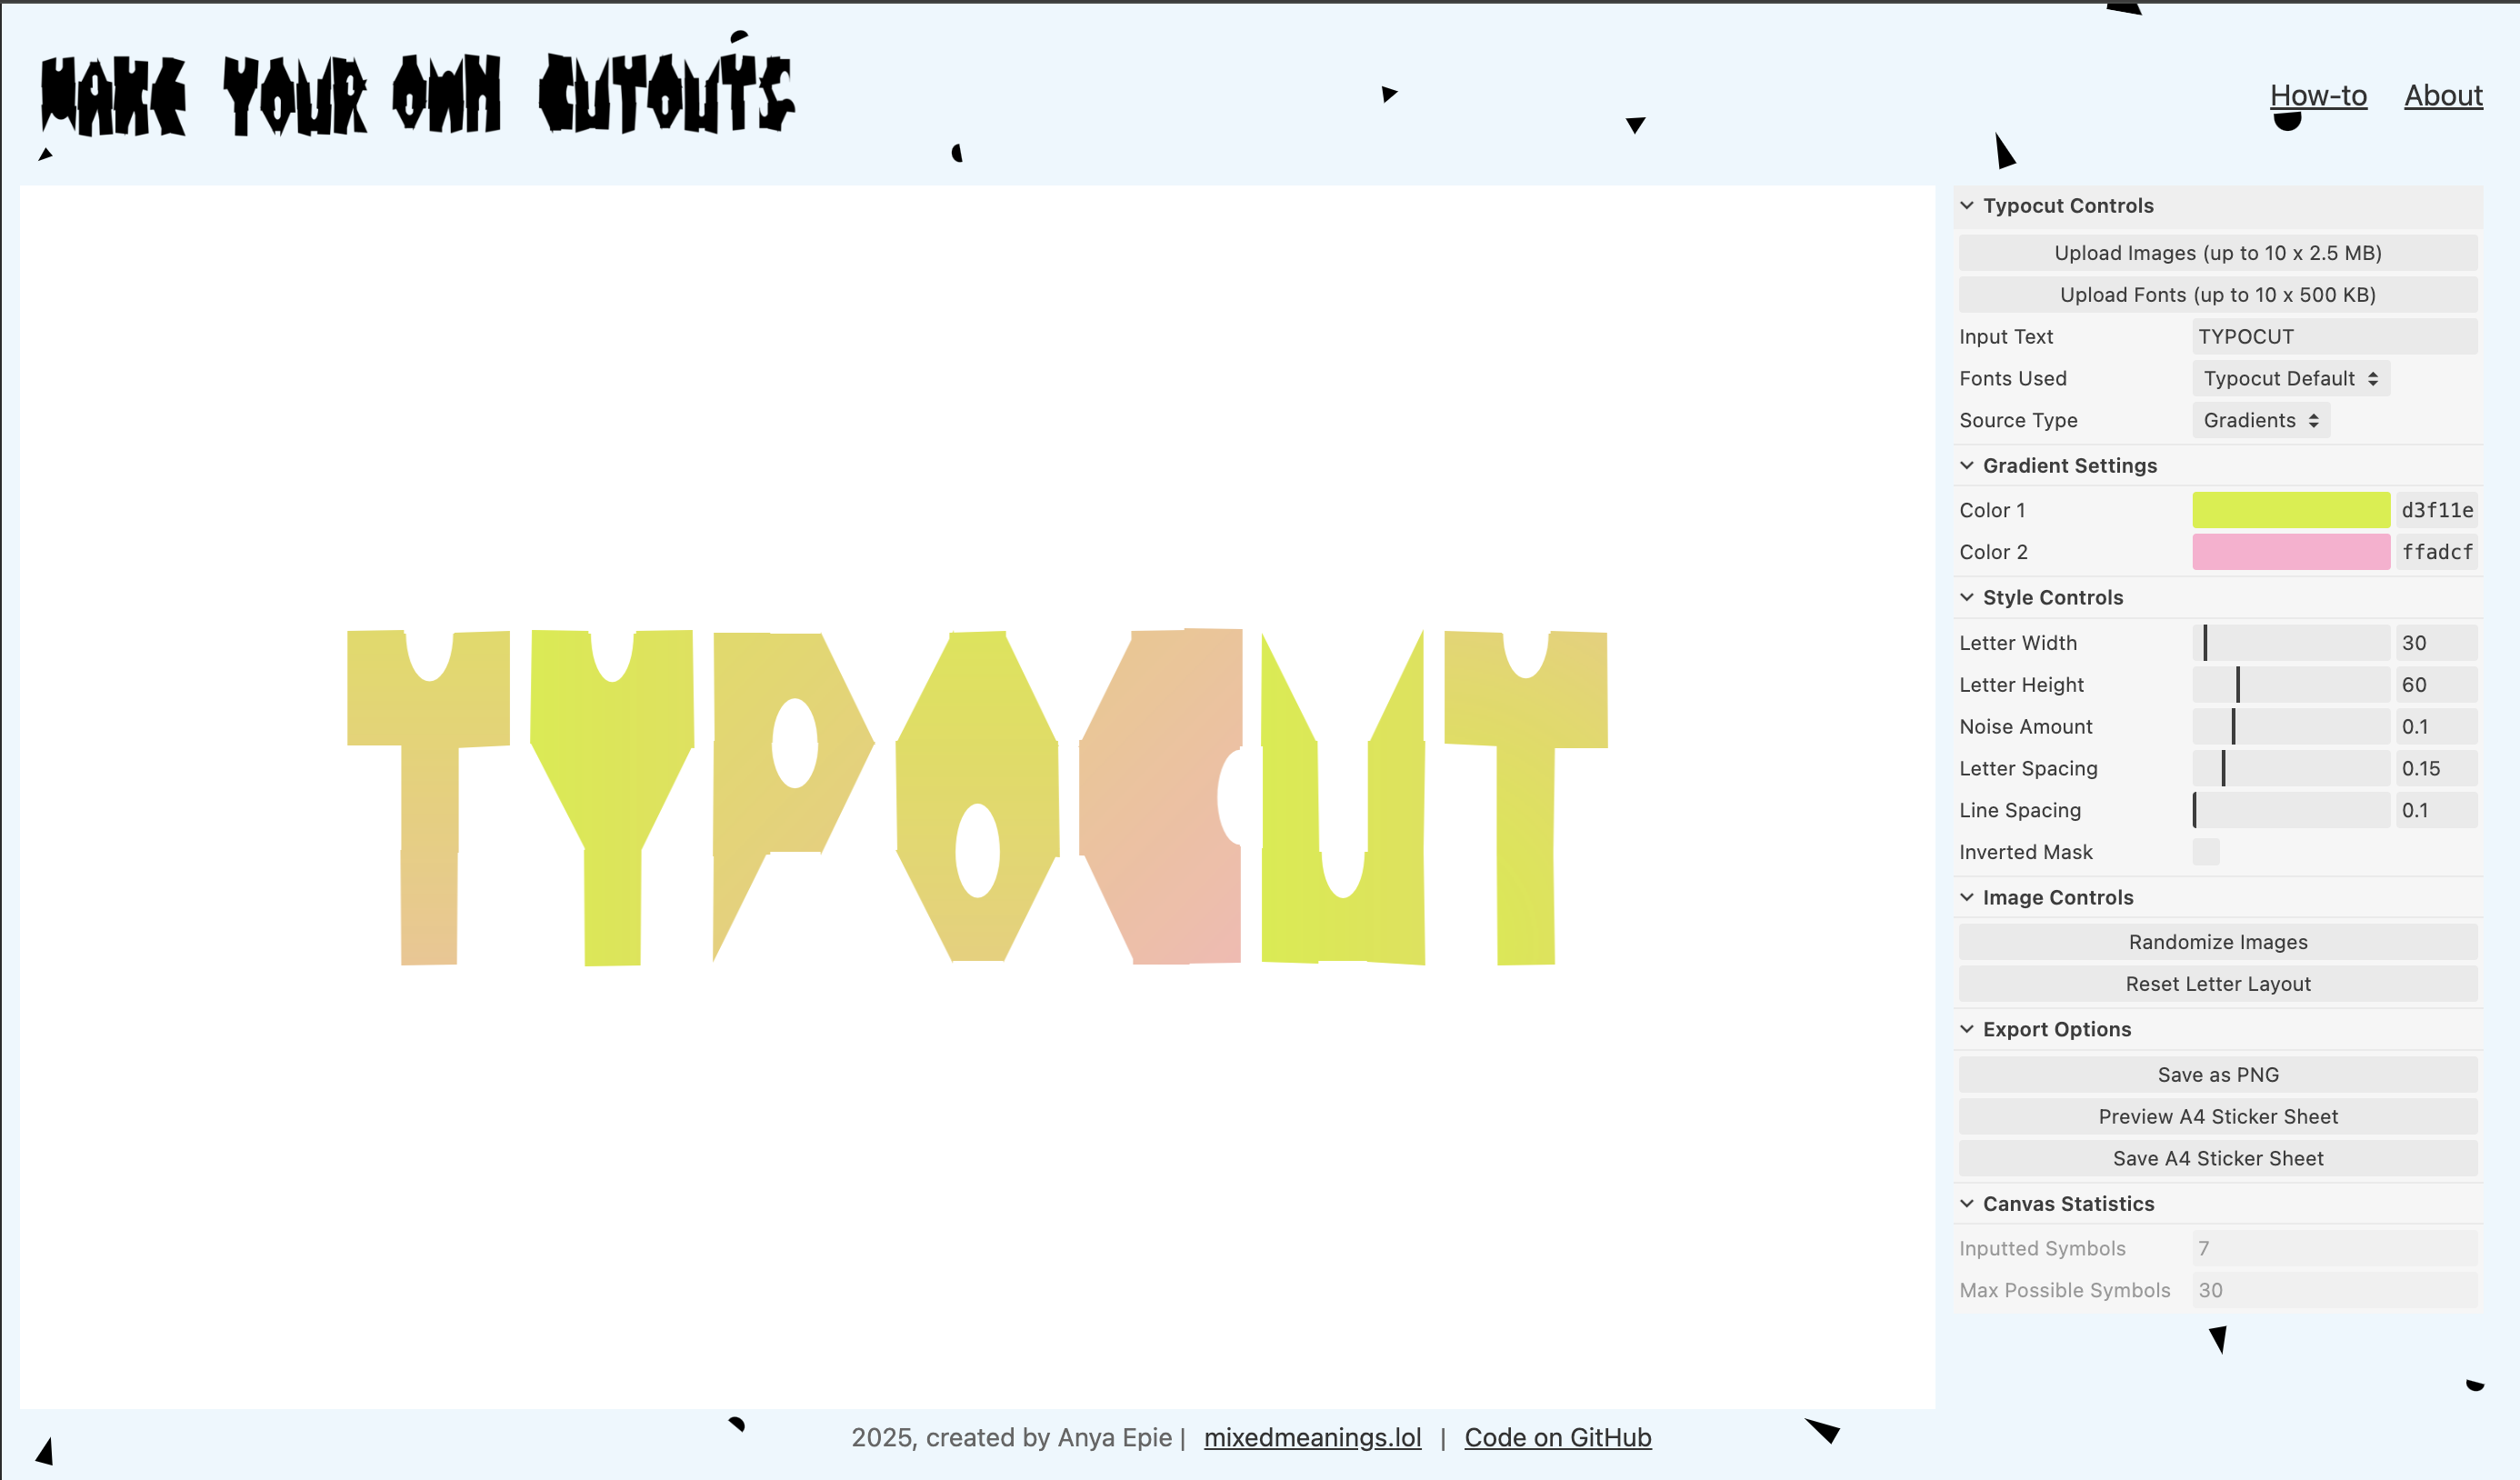 MAKE YOUR OWN CUTOUTS
How-to About
TYPOCUT
Typocut Controls
Upload Images (up to 10 x 2.5 MB)
Upload Fonts (up to 10 x 500 KB)
Input Text TYPOCUT
Fonts Used Typocut Default
Source Type Gradients
Gradient Settings
Color 1 d3f11e
Color 2 ffadcf
Style Controls
Letter Width 30
Letter Height 60
Noise Amount 0.1
Letter Spacing 0.15
Line Spacing 0.1
Inverted Mask
Image Controls
Randomize Images
Reset Letter Layout
Export Options
Save as PNG
Preview A4 Sticker Sheet
Save A4 Sticker Sheet
Canvas Statistics
Inputted Symbols 7
Max Possible Symbols 30
2025, created by Anya Epie | mixedmeanings.lol | Code on GitHub